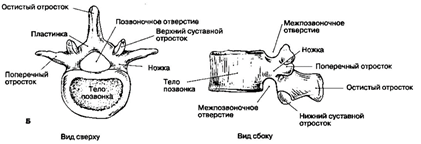 Остистый отросток
Пластинка
Позвоночное отверстие
Верхний суставной
отросток
Поперечный
отросток
Ножка
Тело
позвонка
Б
Вид сверху
Межпозвоночное
отверстие
Ножка
Поперечный отросток
Тело
позвонка
Остистый отросток
Межпозвоночное
отверстие
Нижний суставной
отросток
Вид сбоку